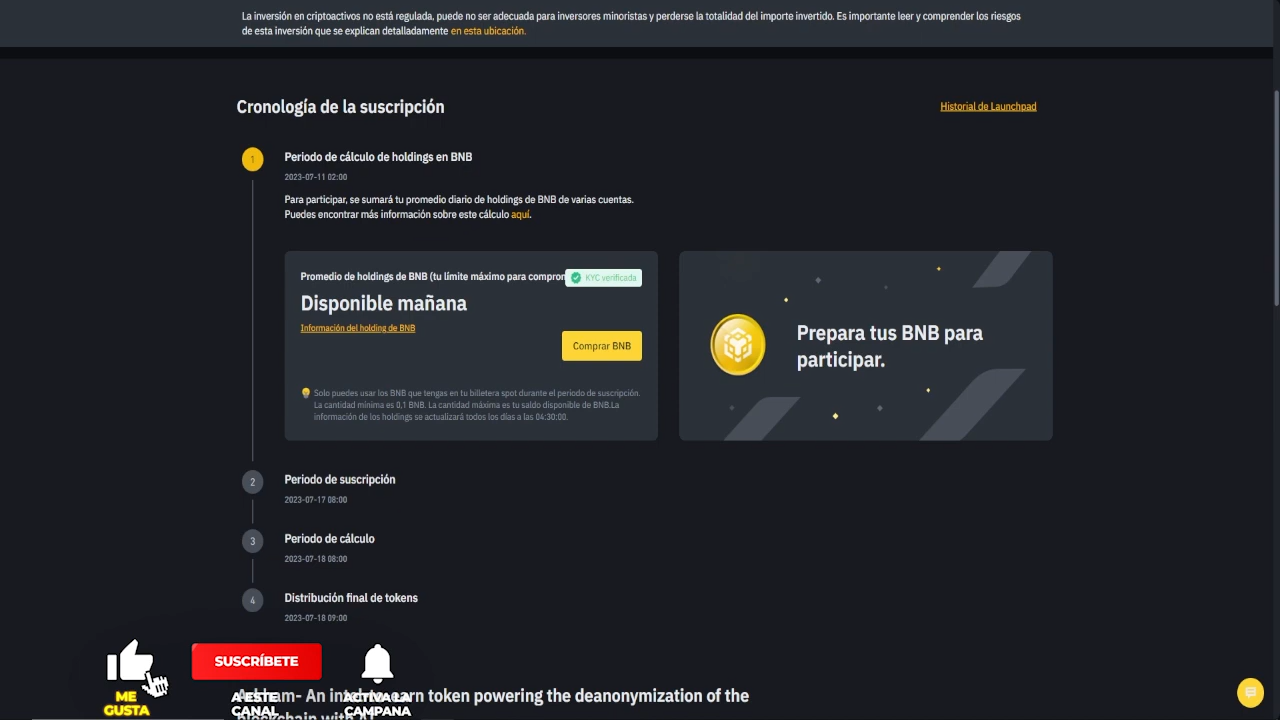 La inversión en criptoactivos no está regulada, puede no ser adecuada para inversores minoristas y perderse la totalidad del importe invertido. Es importante leer y comprender los riesgos
de esta inversión que se explican detalladamente en esta ubicación.
Cronología de la suscripción
Historial de Launchpad
1
Periodo de cálculo de holdings en BNB
2023-07-11 02:00
Para participar, se sumará tu promedio diario de holdings de BNB de varias cuentas.
Puedes encontrar más información sobre este cálculo aquí.
Promedio de holdings de BNB (tu límite máximo para compron
KYC verificada
Disponible mañana
Información del holding de BNB
Comprar BNB
Solo puedes usar los BNB que tengas en tu billetera spot durante el periodo de suscripción.
La cantidad mínima es 0,1 BNB. La cantidad máxima es tu saldo disponible de BNB.La
información de los holdings se actualizará todos los días a las 04:30:00.
Prepara tus BNB para
participar.
2
Periodo de suscripción
2023-07-17 08:00
3
Periodo de cálculo
2023-07-18 08:00
4
Distribución final de tokens
2023-07-18 09:00
SUSCRÍBETE
ME
GUSTA
A ESTE
CANAL
ACTIVA LA
CAMPANA
- An token powering the deanonymization of the
blockchain with